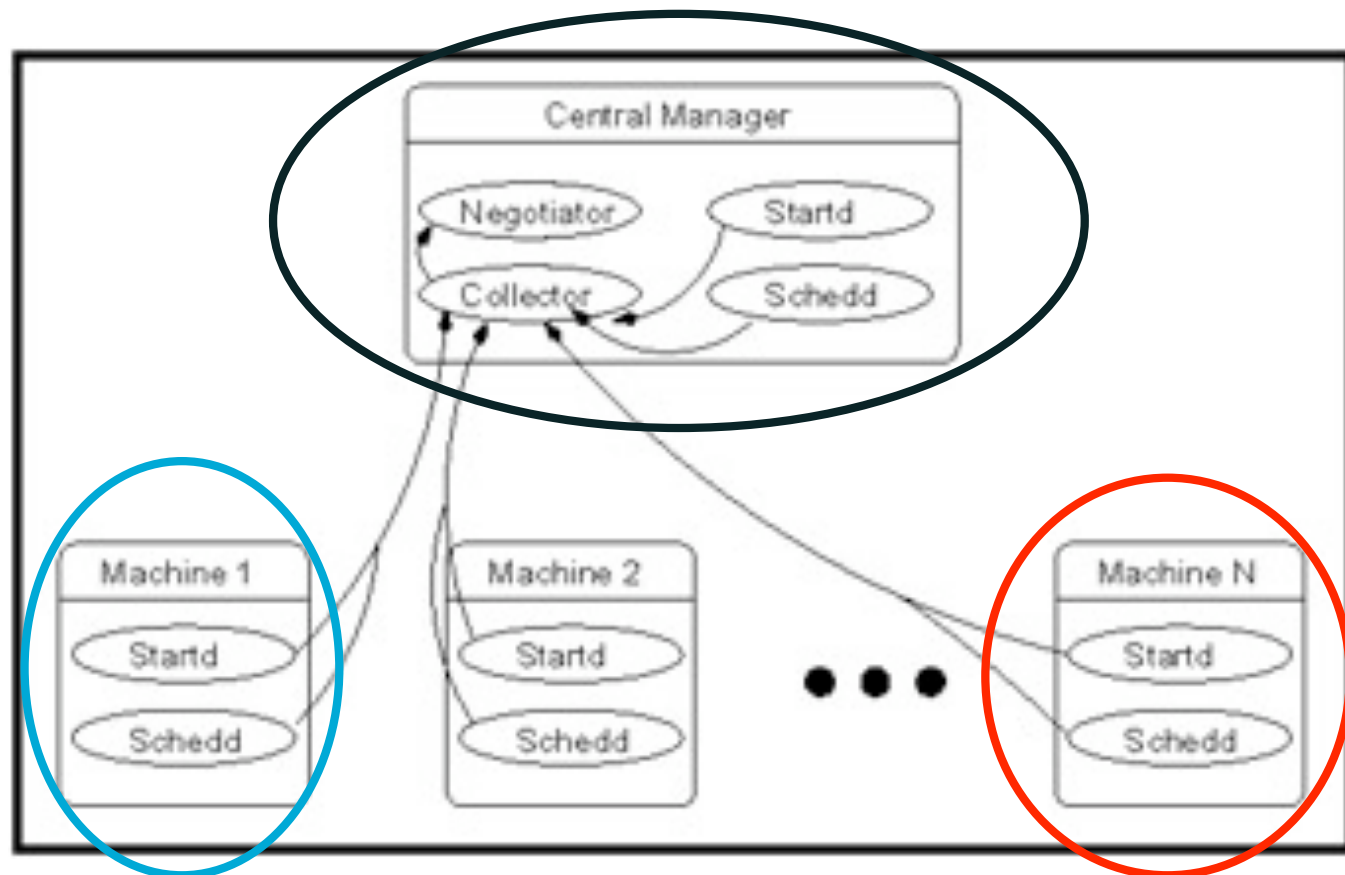 Central Manager
Negotiator
Startd
Collector
Schedd
Machine 1
Machine 2
Machine N
Startd
Startd
Startd
Schedd
Schedd
Schedd